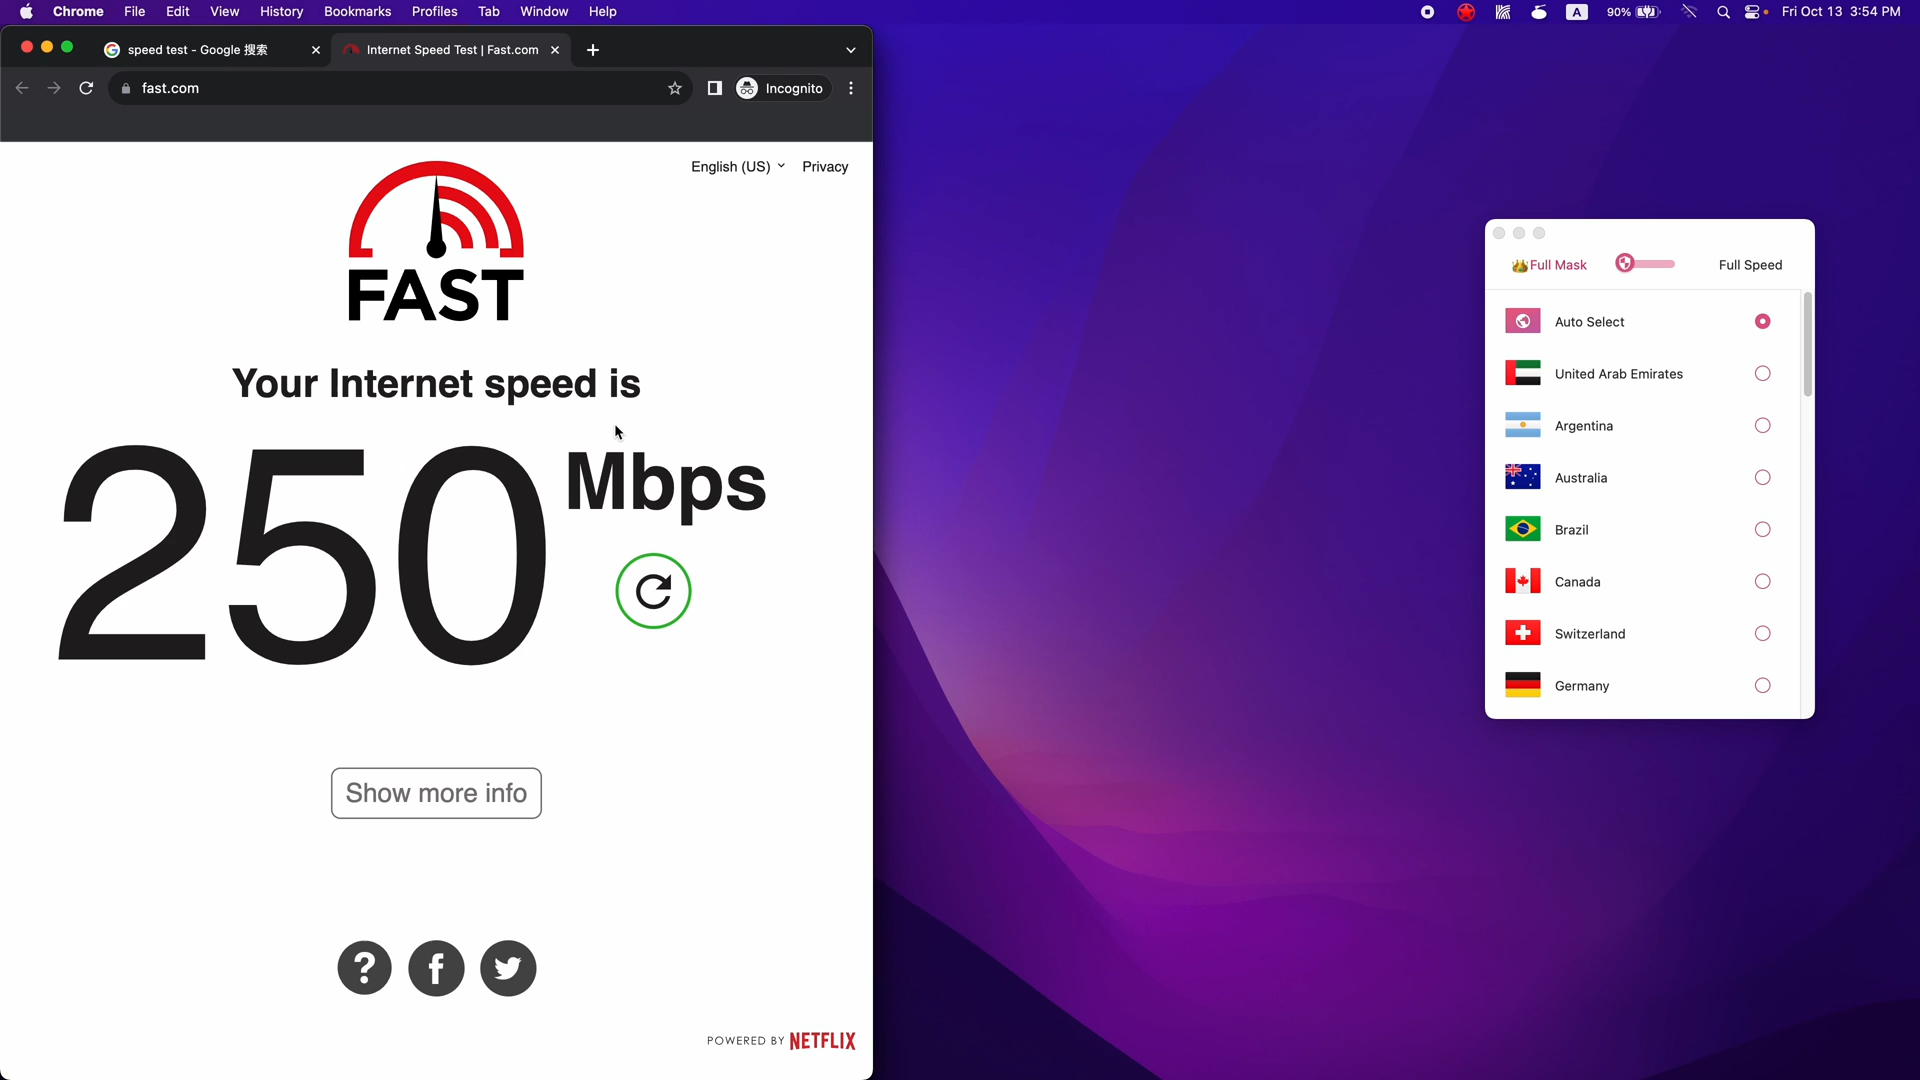 Chrome File Edit View History Bookmarks Profiles Tab Window Help
A 90% Fri Oct 13 3:54 PM
speed test - Google 搜索
Internet Speed Test | Fast.com
fast.com
Incognito
English (US) Privacy
FAST
Your Internet speed is
250 Mbps
Show more info
POWERED BY NETFLIX
Full Mask Full Speed
Auto Select
United Arab Emirates
Argentina
Australia
Brazil
Canada
Switzerland
Germany